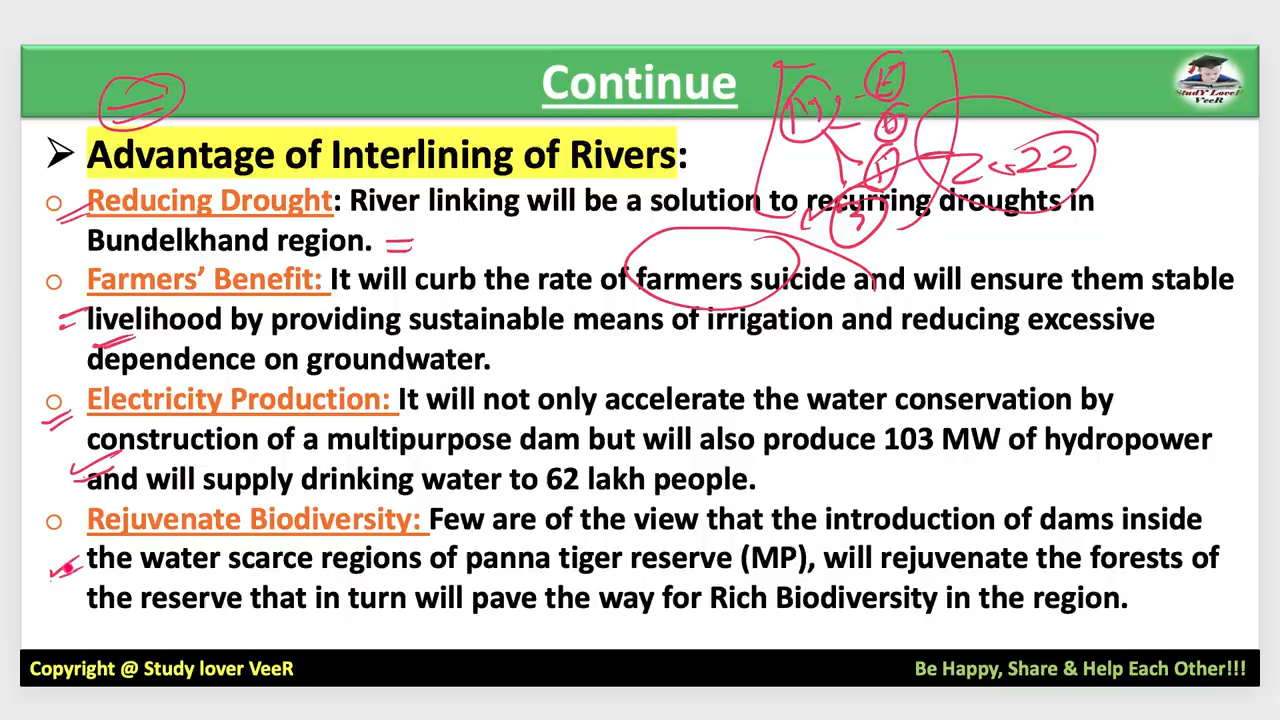 Continue
StudY LoveR
VeeR
➤ Advantage of Interlining of Rivers:
o Reducing Drought: River linking will be a solution to recurring droughts in
Bundelkhand region.
o Farmers' Benefit: It will curb the rate of farmers suicide and will ensure them stable
livelihood by providing sustainable means of irrigation and reducing excessive
dependence on groundwater.
o Electricity Production: It will not only accelerate the water conservation by
construction of a multipurpose dam but will also produce 103 MW of hydropower
and will supply drinking water to 62 lakh people.
o Rejuvenate Biodiversity: Few are of the view that the introduction of dams inside
the water scarce regions of panna tiger reserve (MP), will rejuvenate the forests of
the reserve that in turn will pave the way for Rich Biodiversity in the region.
Copyright @ Study lover VeeR
Be Happy, Share & Help Each Other!!!